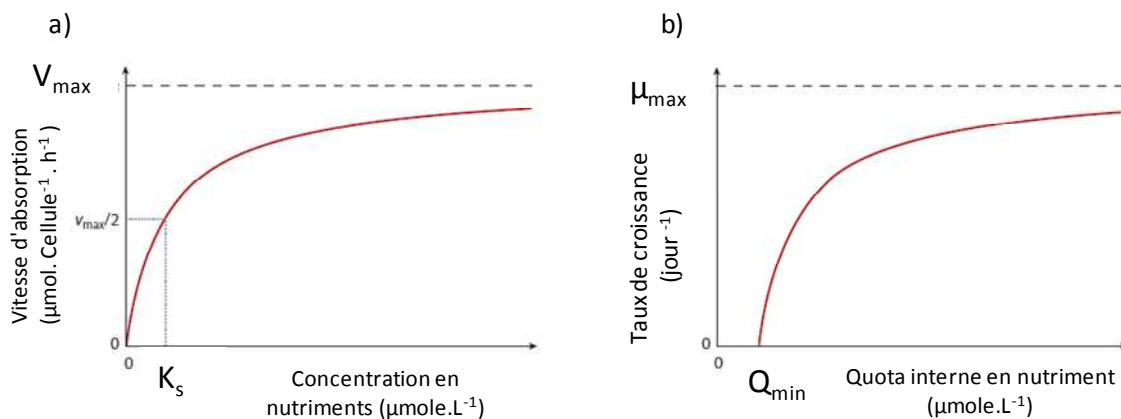 a)
V_max
Vitesse d'absorption
(µmol. Cellule⁻¹ . h⁻¹)
v_max/2
0
0
K_s
Concentration en
nutriments (µmole.L⁻¹)
b)
µ_max
Taux de croissance
(jour ⁻¹)
0
0
Q_min
Quota interne en nutriment
(µmole.L⁻¹)